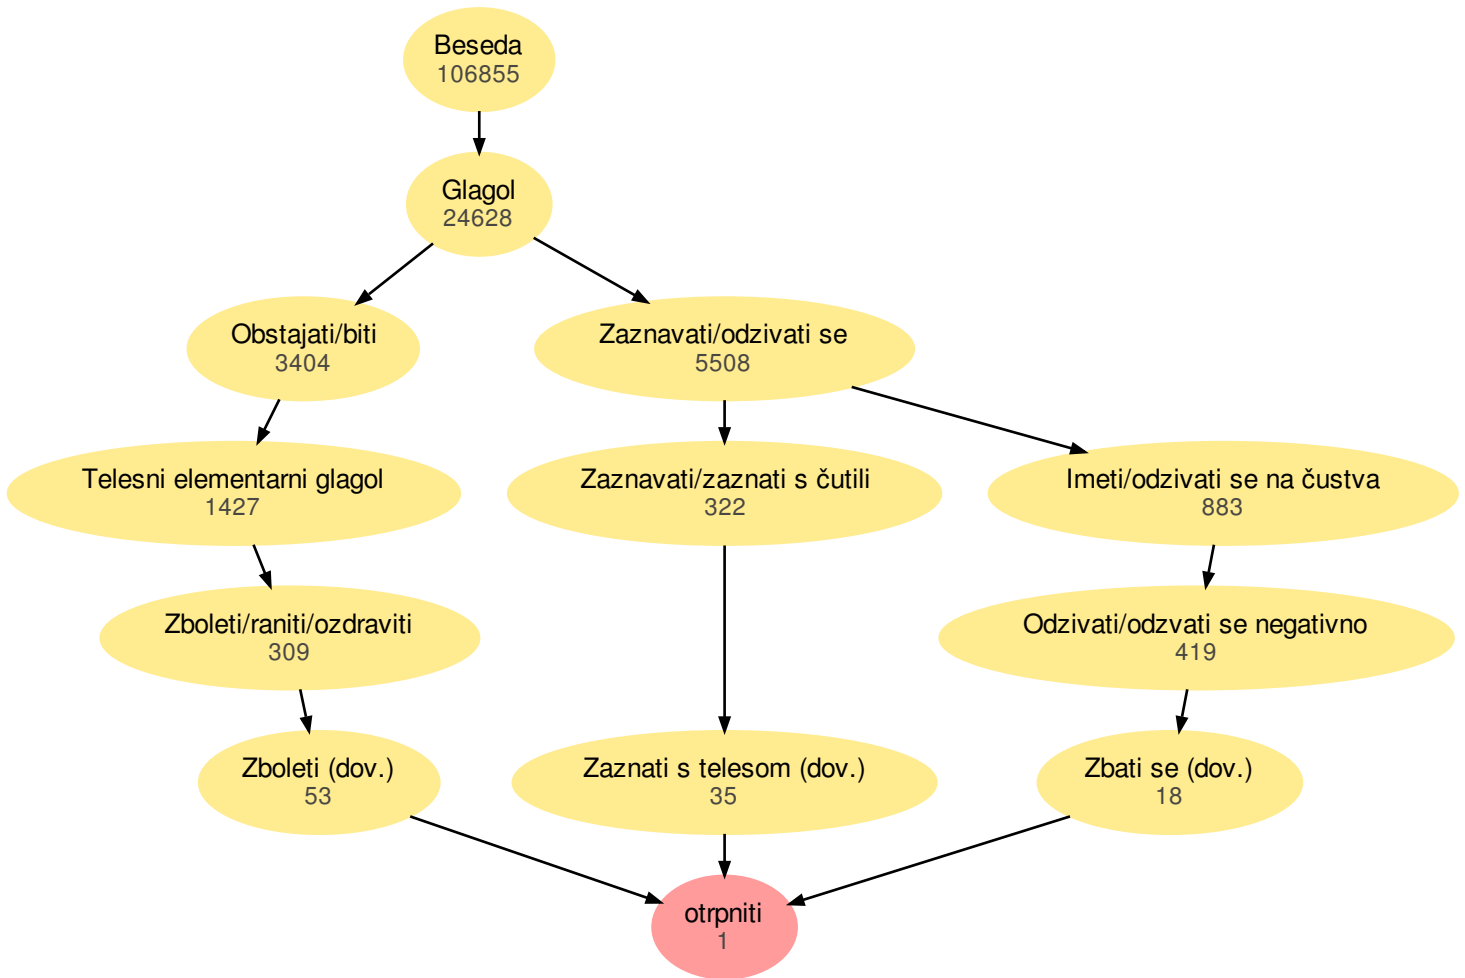 Beseda
106855
Glagol
24628
Obstajati/biti
3404
Zaznavati/odzivati se
5508
Telesni elementarni glagol
1427
Zaznavati/zaznati s čutili
322
Imeti/odzivati se na čustva
883
Zboleti/raniti/ozdraviti
309
Odzivati/odzvati se negativno
419
Zboleti (dov.)
53
Zaznati s telesom (dov.)
35
Zbati se (dov.)
18
otrpniti
1